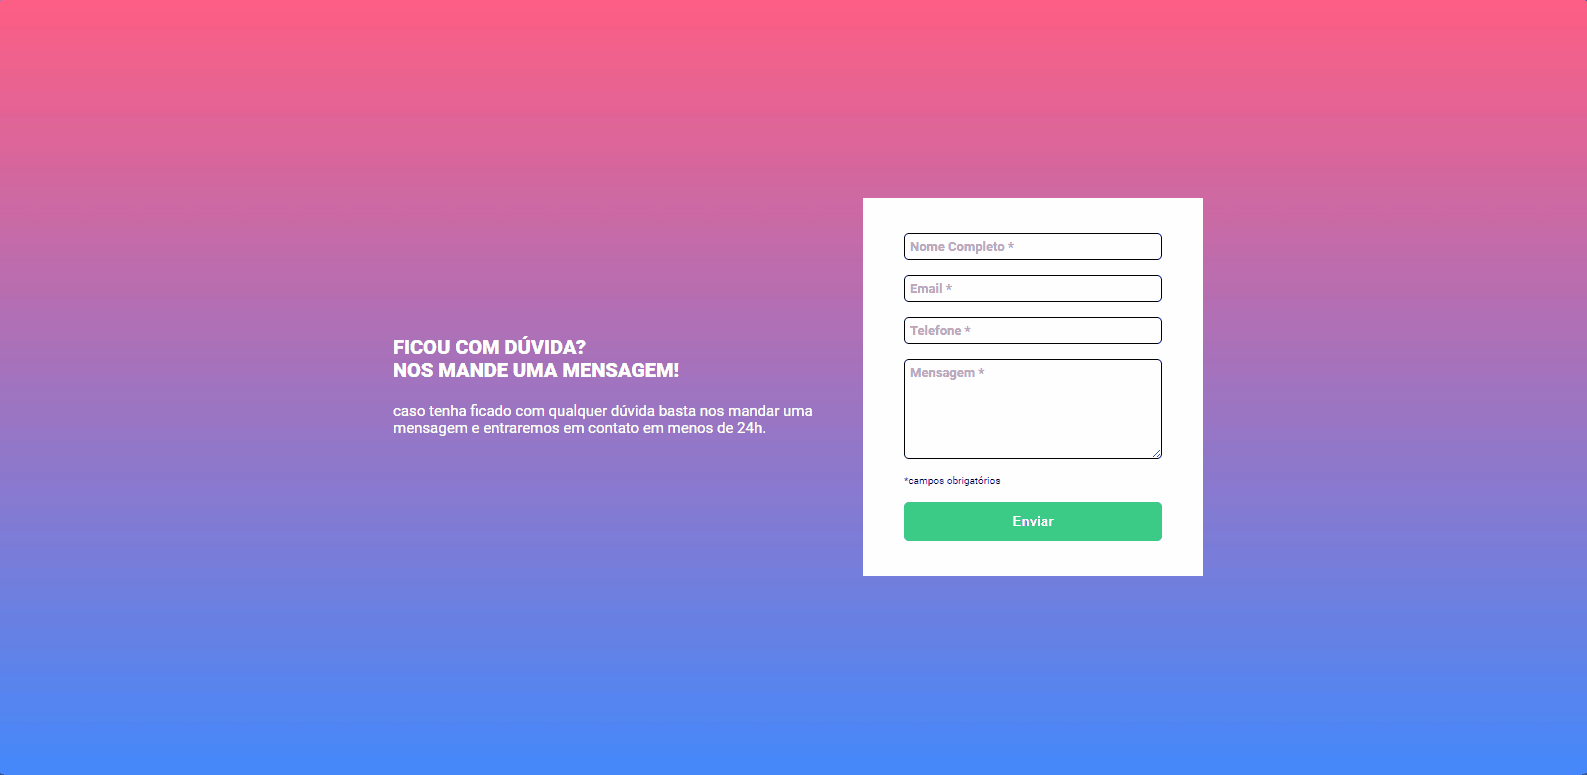 FICOU COM DÚVIDA?
NOS MANDE UMA MENSAGEM!
caso tenha ficado com qualquer dúvida basta nos mandar uma
mensagem e entraremos em contato em menos de 24h.
Nome Completo *
Email *
Telefone *
Mensagem *
*campos obrigatórios
Enviar